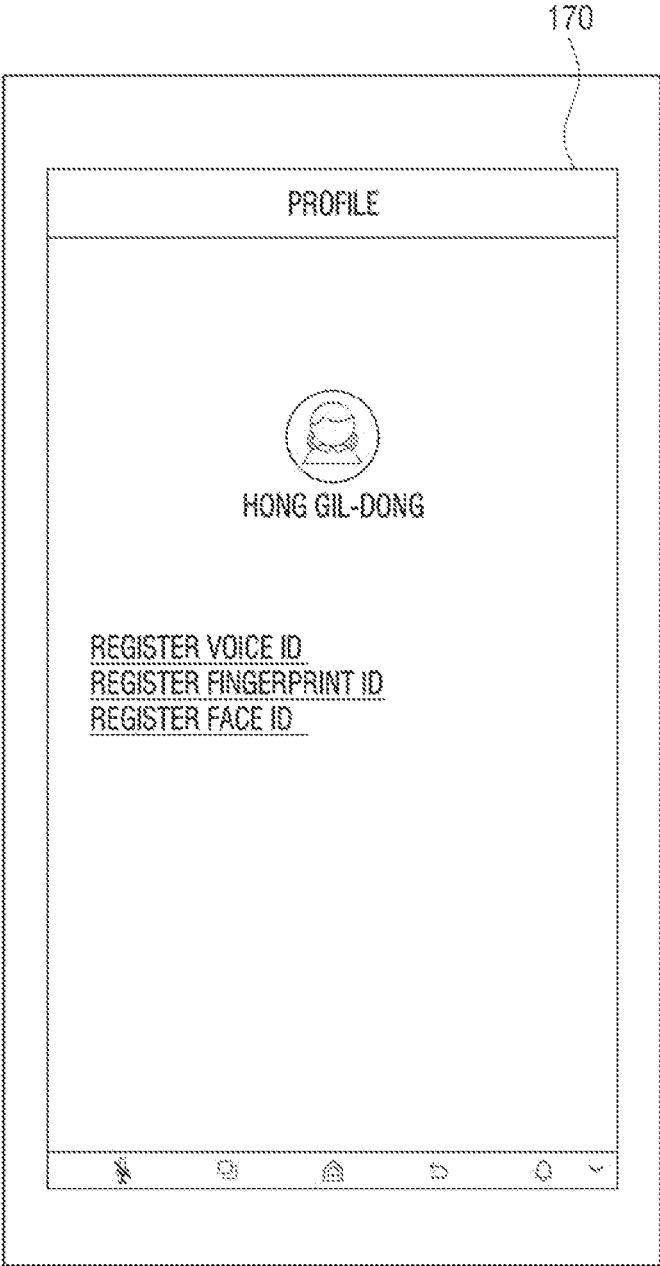 170
PROFILE
HONG GIL-DONG
REGISTER VOICE ID
REGISTER FINGERPRINT ID
REGISTER FACE ID